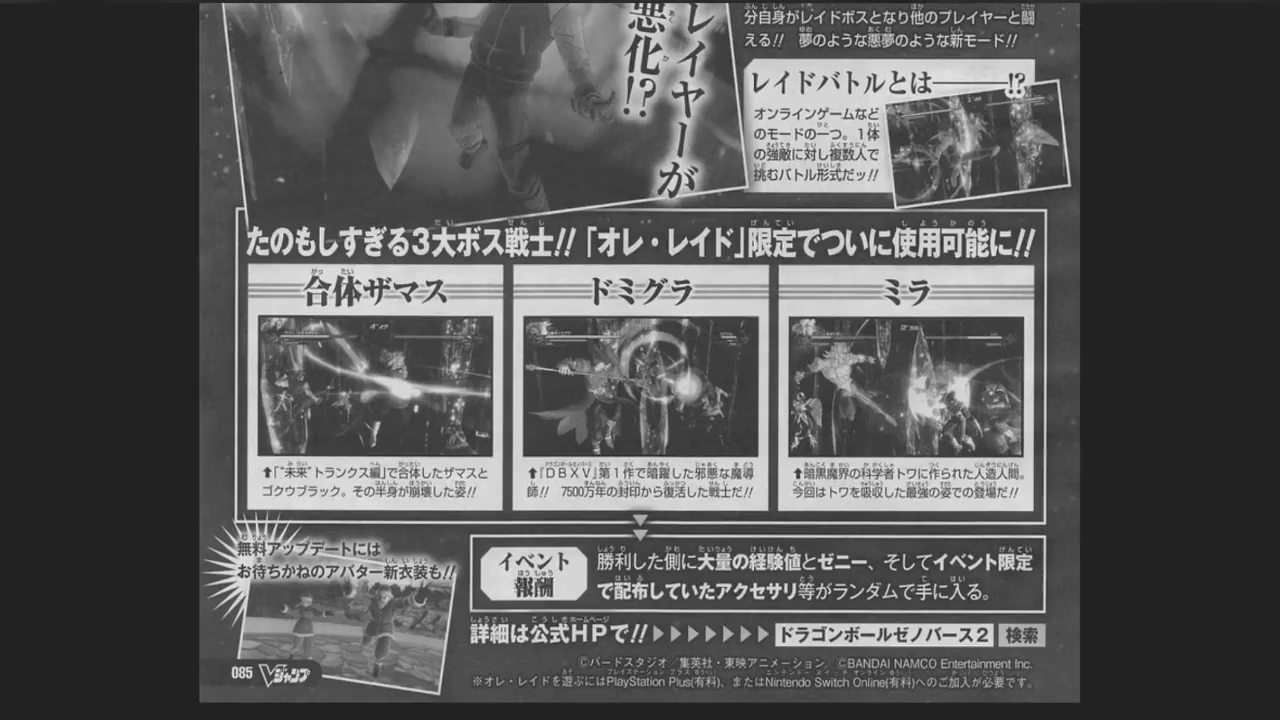 レイヤーが
悪化!?
分自身がレイドボスとなり他のプレイヤーと闘
える!! 夢のような悪夢のような新モード!!
レイドバトルとは――!?
オンラインゲームなど
のモードの一つ。1体
の強敵に対し複数人で
挑むバトル形式だッ!!
たのもしすぎる3大ボス戦士!!「オレ・レイド」限定でついに使用可能に!!
合体ザマス
⬆「"未来"トランクス編」で合体したザマスと
ゴクウブラック。その半身が崩壊した姿!!
ドミグラ
⬆『DBXV』第1作で暗躍した邪悪な魔導
師!! 7500万年の封印から復活した戦士だ!!
ミラ
⬆暗黒魔界の科学者トワに作られた人造人間。
今回はトワを吸収した最強の姿での登場だ!!
無料アップデートには
お待ちかねのアバター新衣装も!!
イベント
報酬
勝利した側に大量の経験値とゼニー、そしてイベント限定
で配布していたアクセサリ等がランダムで手に入る。
詳細は公式HPで!! ▶▶▶▶▶▶▶ ドラゴンボールゼノバース2 検索
©バードスタジオ/集英社・東映アニメーション ©BANDAI NAMCO Entertainment Inc.
※オレ・レイドを遊ぶにはPlayStation Plus(有料)、またはNintendo Switch Online(有料)へのご加入が必要です。
085 Vジャンプ